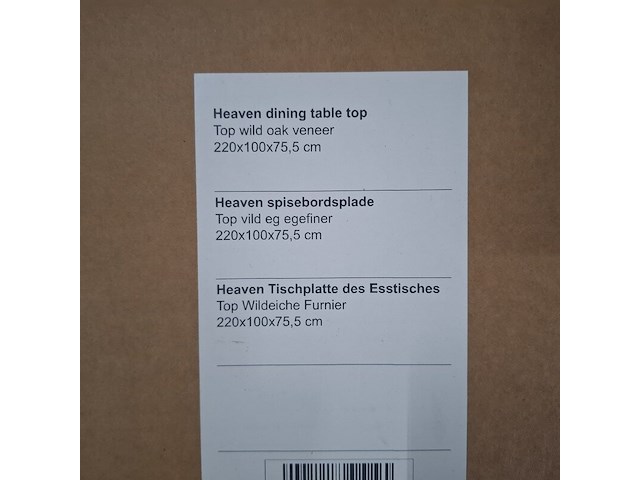 Heaven dining table top
Top wild oak veneer
220x100x75,5 cm
Heaven spisebordsplade
Top vild eg egefiner
220x100x75,5 cm
Heaven Tischplatte des Esstisches
Top Wildeiche Furnier
220x100x75,5 cm